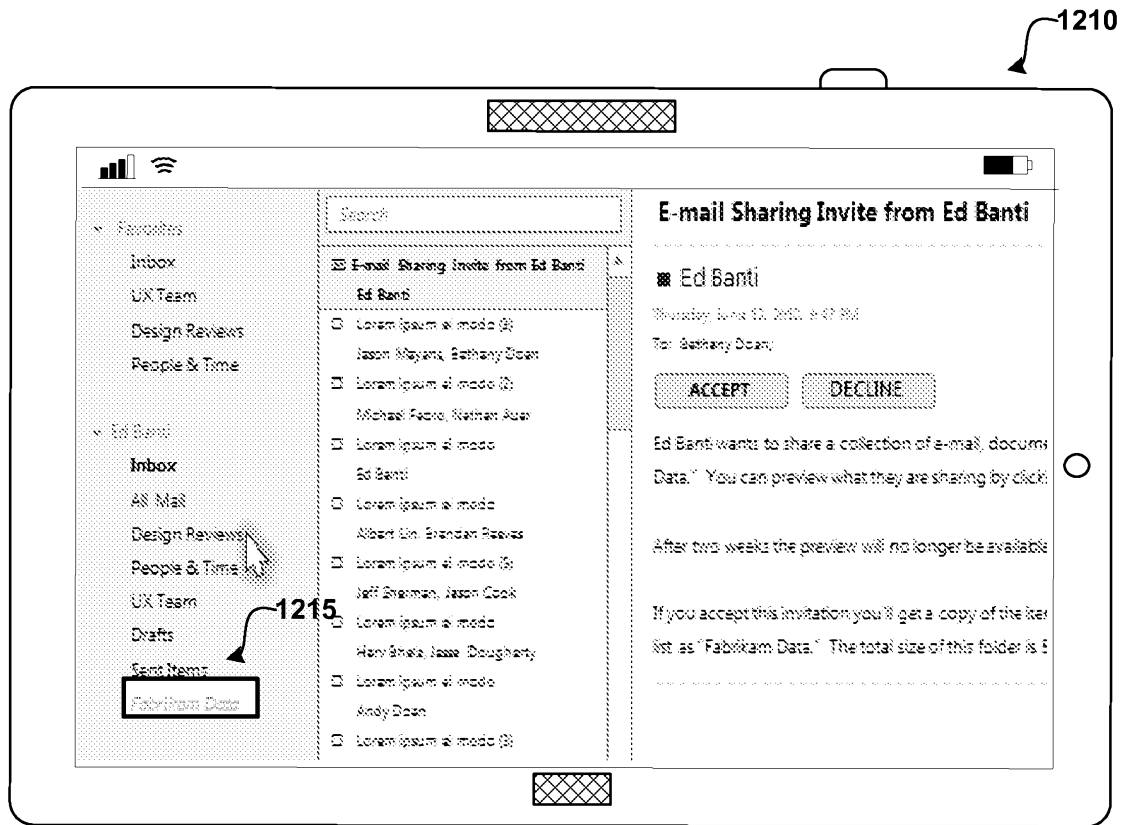 1210
Favorites
Inbox
UX Team
Design Reviews
People & Time
Ed Banti
Inbox
All Mail
Design Reviews
People & Time
UX Team
Drafts
Sent Items
Fabrikam Data
1215
Search
E-mail Sharing Invite from Ed Banti
Ed Banti
Lorem ipsum el modo (3)
Jason Mayans, Bethany Doan
Lorem ipsum el modo (2)
Michael Nathan Auer
Lorem ipsum el modo
Ed Banti
Lorem ipsum el modo
Albert Lin, Brendan Reeves
Lorem ipsum el modo
Jeff Sherman, Jason Cook
Lorem ipsum el modo
Jesse Dougherty
Lorem ipsum el modo
Andy Doan
Lorem ipsum el modo (3)
E-mail Sharing Invite from Ed Banti
Ed Banti
Thursday, 2012,
To: Bethany Doan;
ACCEPT
DECLINE
Ed Banti wants to share a collection of e-mail, docume
Data." You can preview what they are sharing by click
After two weeks the preview will no longer be available
If you accept this invitation you'll get a copy of the iter
list as "Fabrikam Data." The total size of this folder is